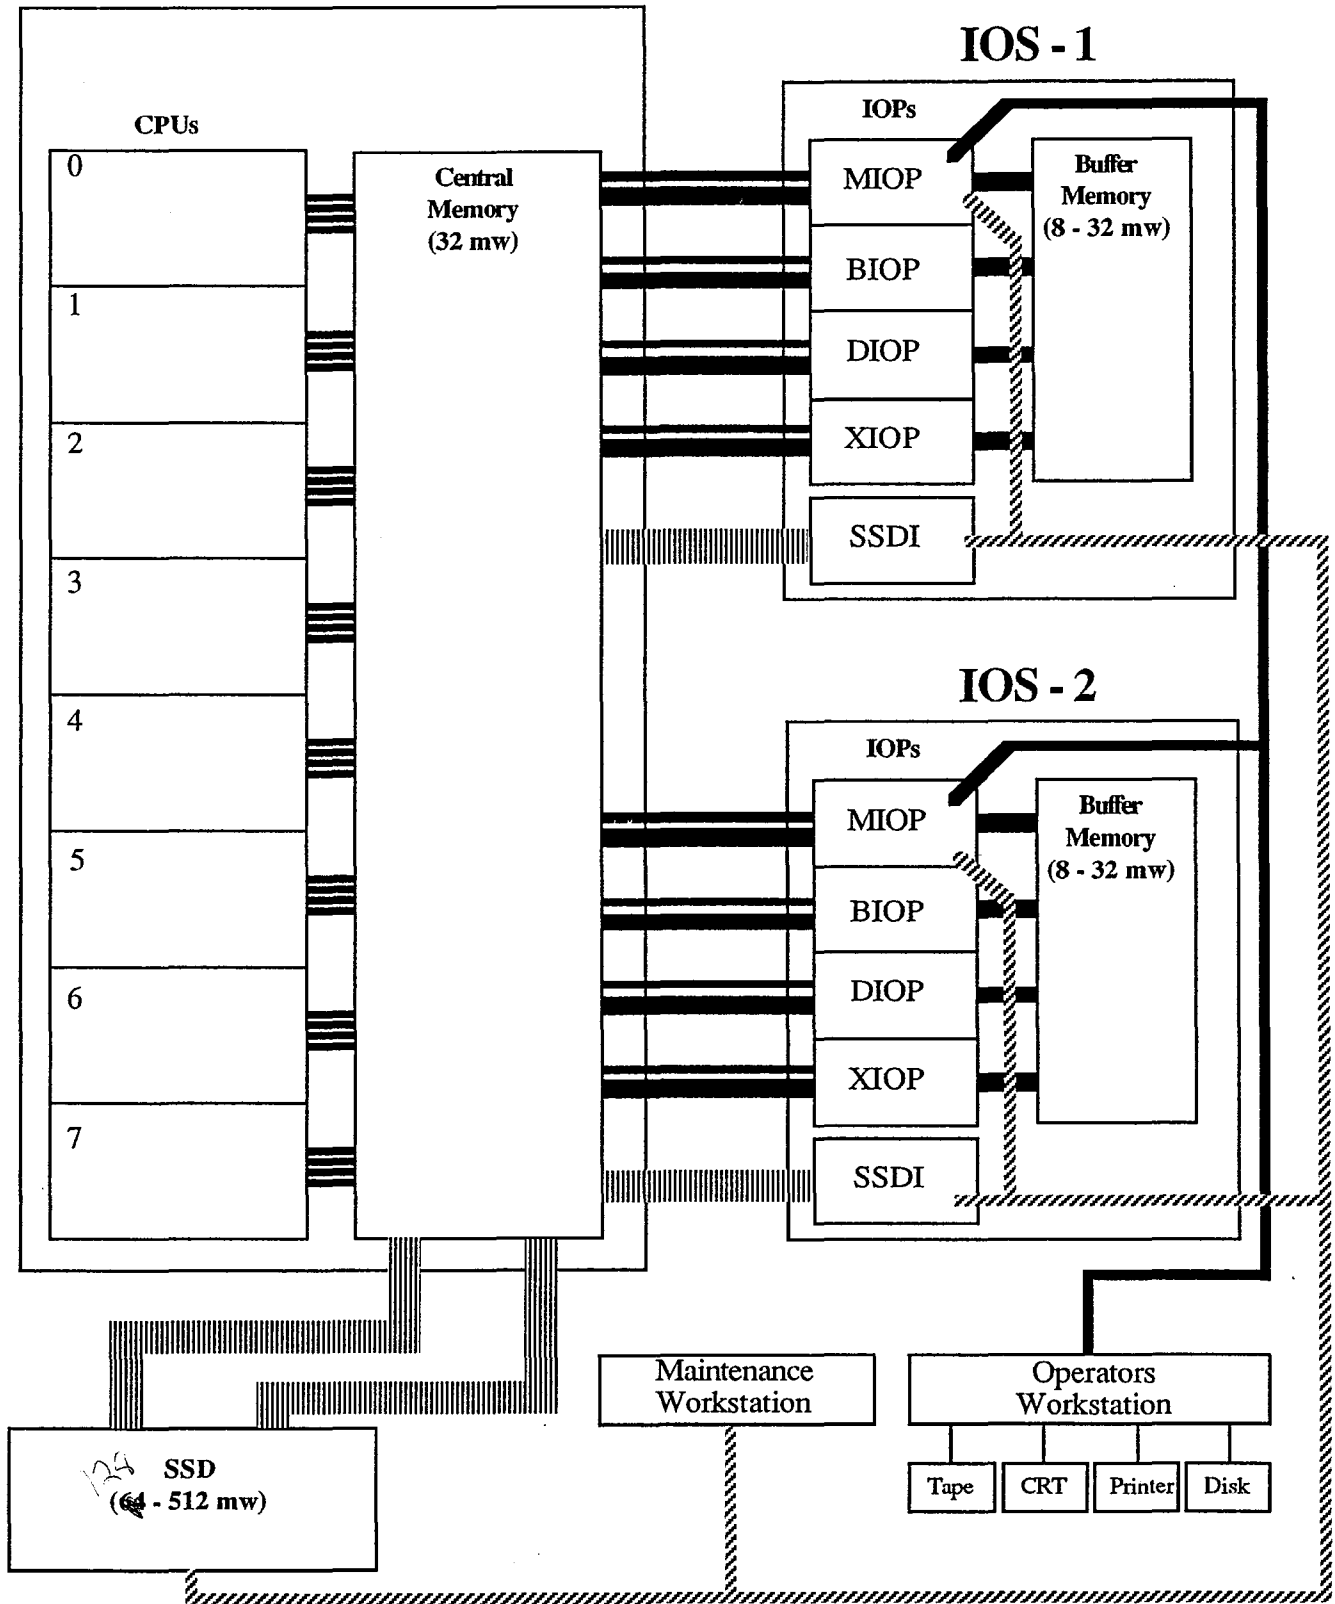 CPUs
0
1
2
3
4
5
6
7
Central
Memory
(32 mw)
IOS - 1
IOPs
MIOP
BIOP
DIOP
XIOP
SSDI
Buffer
Memory
(8 - 32 mw)
IOS - 2
IOPs
MIOP
BIOP
DIOP
XIOP
SSDI
Buffer
Memory
(8 - 32 mw)
128
SSD
(64 - 512 mw)
Maintenance
Workstation
Operators
Workstation
Tape
CRT
Printer
Disk